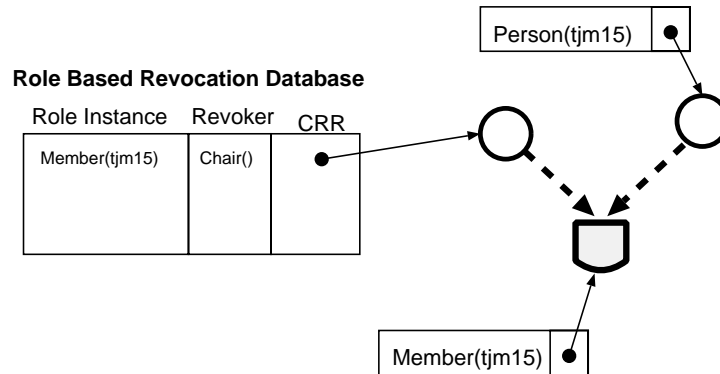 Person(tjm15)
Role Based Revocation Database
Role Instance Revoker CRR
Member(tjm15) Chair()
Member(tjm15)